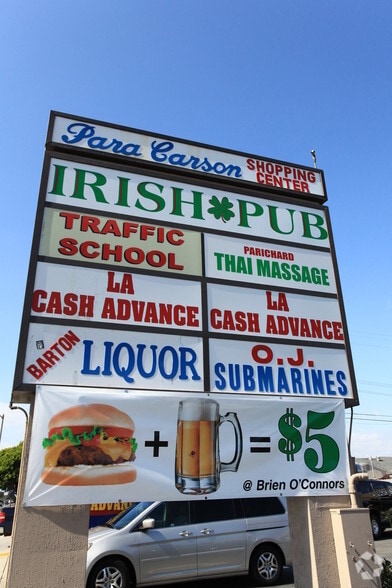 Para Carson SHOPPING CENTER
IRISH PUB
TRAFFIC SCHOOL
PARICHARD
THAI MASSAGE
LA
CASH ADVANCE
LA
CASH ADVANCE
BARTON LIQUOR
O.J.
SUBMARINES
+ = $5
@ Brien O'Connors
ADVANCE